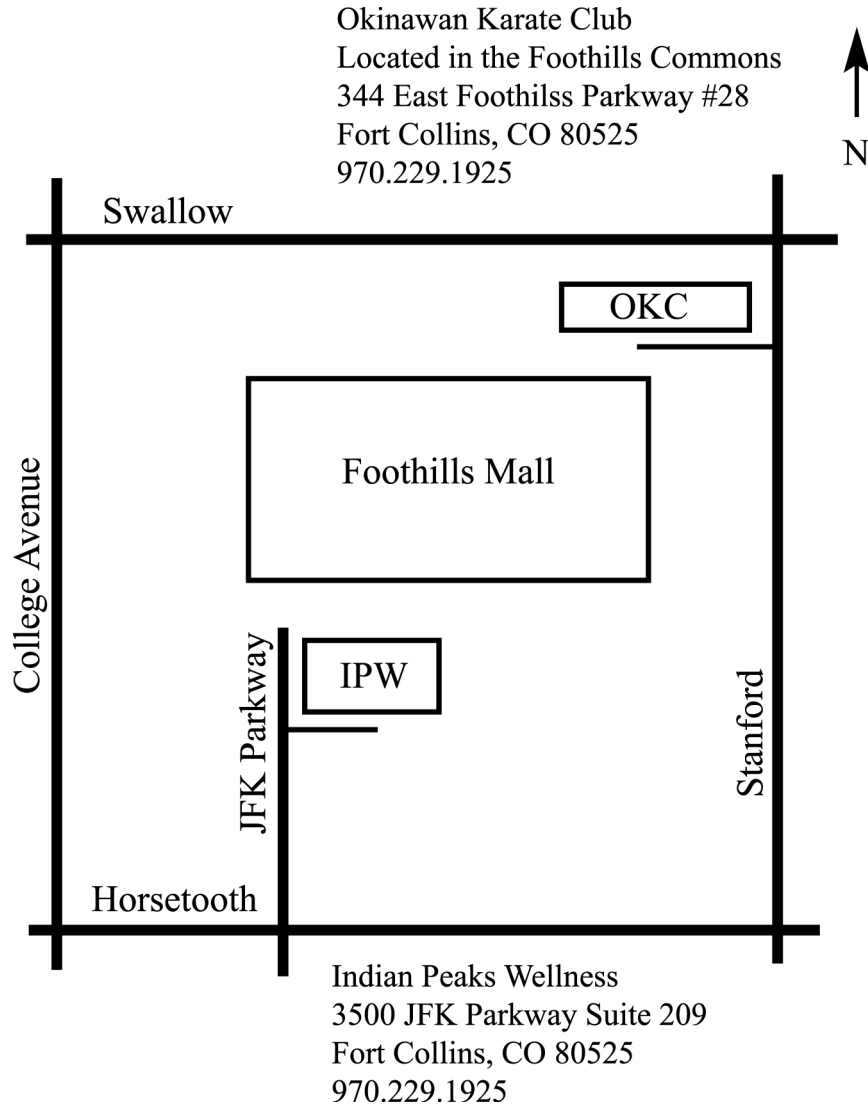 Okinawan Karate Club
Located in the Foothills Commons
344 East Foothilss Parkway #28
Fort Collins, CO 80525
970.229.1925
N
Swallow
OKC
Foothills Mall
College Avenue
IPW
JFK Parkway
Stanford
Horsetooth
Indian Peaks Wellness
3500 JFK Parkway Suite 209
Fort Collins, CO 80525
970.229.1925